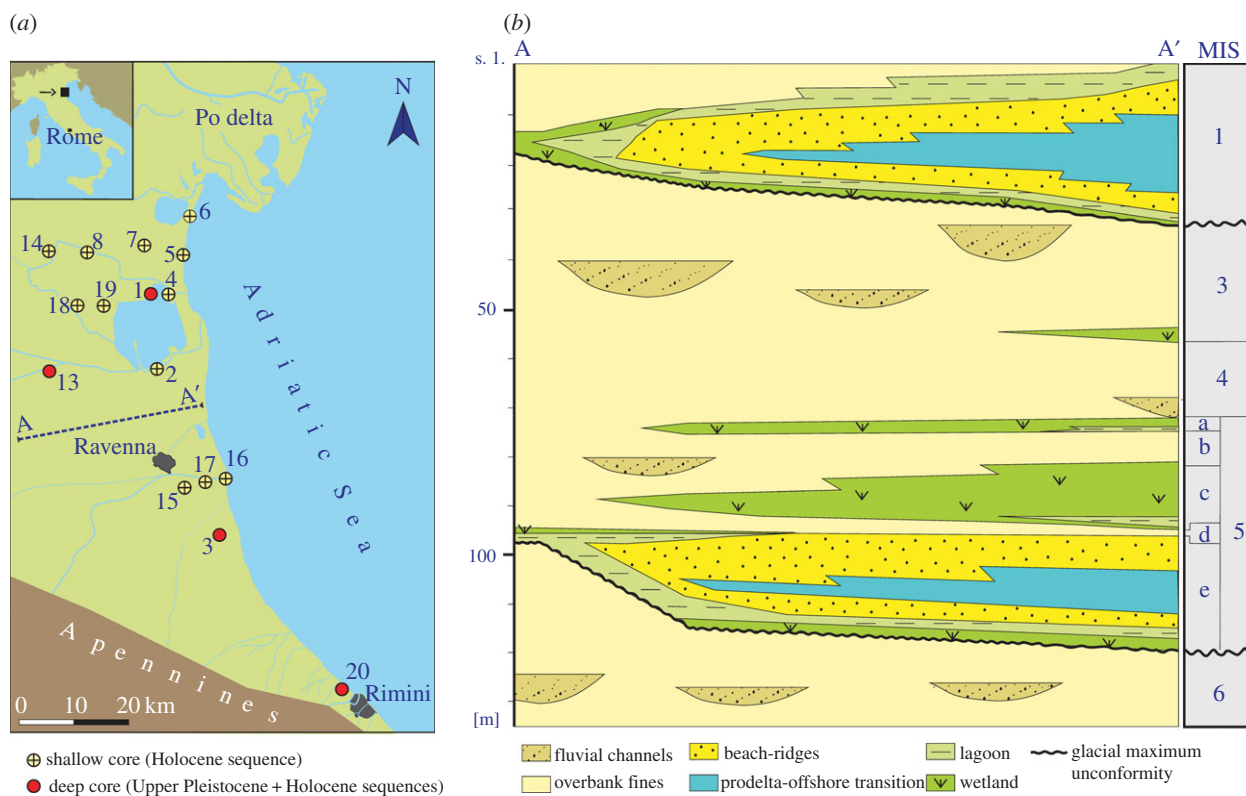 (a)
N
Po delta
Rome
6
14
8
7
5
1
4
18
19
13
2
A
A′
Ravenna
17
16
15
3
Adriatic Sea
Apennines
20
Rimini
0 10 20 km
shallow core (Holocene sequence)
deep core (Upper Pleistocene + Holocene sequences)
(b)
A
A′
MIS
s. 1.
50
100
[m]
1
3
4
a
b
c
d
e
5
6
fluvial channels
beach-ridges
lagoon
glacial maximum
unconformity
overbank fines
prodelta-offshore transition
wetland